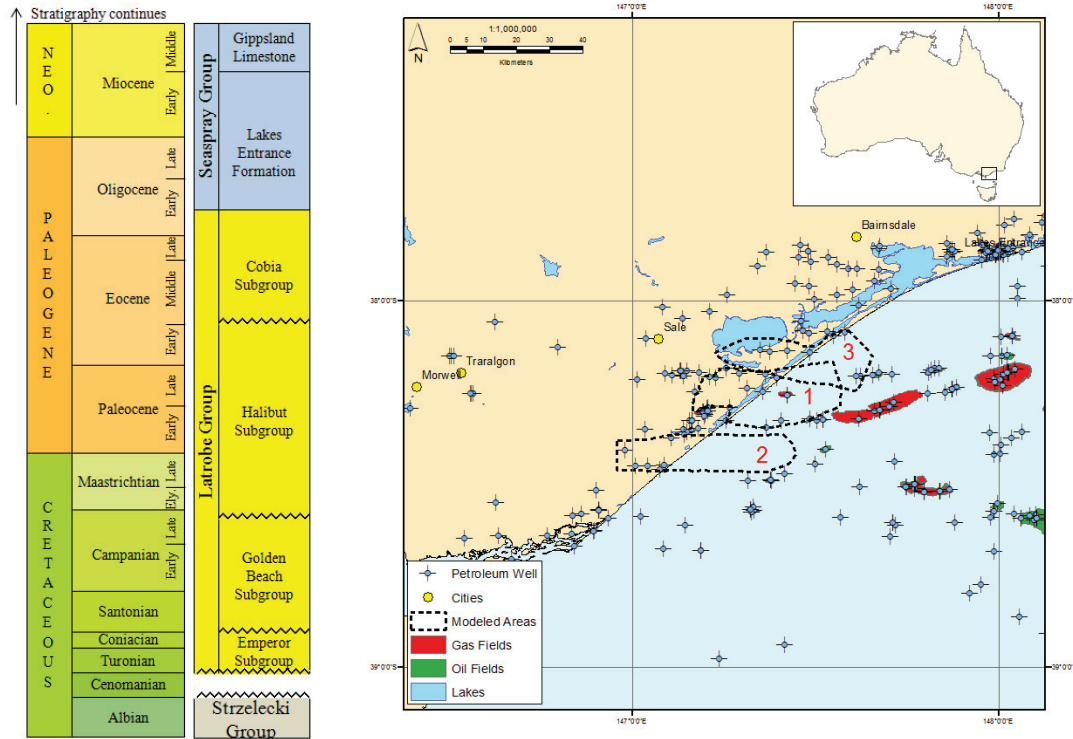 Stratigraphy continues
N E O .
Miocene
Middle
Early
P A L E O G E N E
Oligocene
Late
Early
Eocene
Late
Middle
Early
Paleocene
Late
Early
C R E T A C E O U S
Maastrichtian
Late
Ely.
Campanian
Late
Early
Santonian
Coniacian
Turonian
Cenomanian
Albian
Seaspray Group
Gippsland
Limestone
Lakes
Entrance
Formation
Latrobe Group
Cobia
Subgroup
Halibut
Subgroup
Golden
Beach
Subgroup
Emperor
Subgroup
Strzelecki
Group
147°0'0"E
148°0'0"E
N
1:1,000,000
0 5 10 20 30 40
Kilometers
Bairnsdale
Lakes Entrance
38°0'0"S
38°0'0"S
Sale
Traralgon
Morwell
3
1
2
Petroleum Well
Cities
Modeled Areas
Gas Fields
Oil Fields
Lakes
39°0'0"S
39°0'0"S
147°0'0"E
148°0'0"E